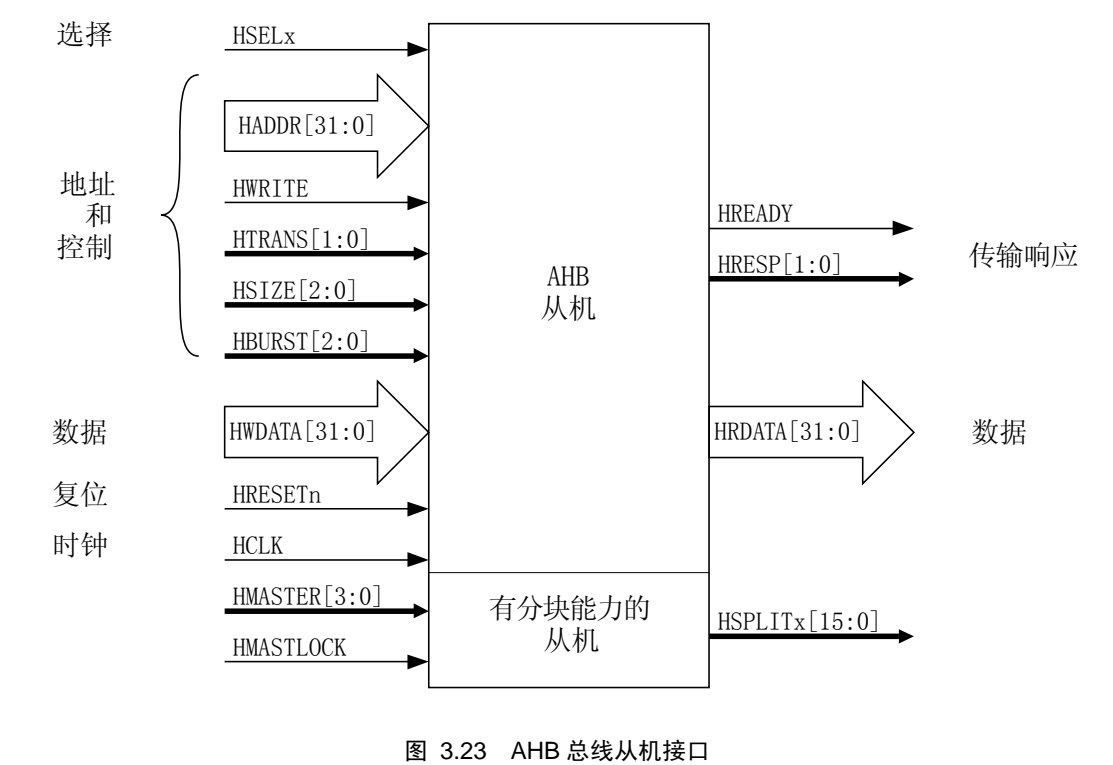 选择
HSELx
HADDR[31:0]
地址
和
控制
HWRITE
HTRANS[1:0]
HSIZE[2:0]
HBURST[2:0]
数据
HWDATA[31:0]
复位
HRESETn
时钟
HCLK
HMASTER[3:0]
HMASTLOCK
AHB
从机
有分块能力的
从机
HREADY
HRESP[1:0]
传输响应
HRDATA[31:0]
数据
HSPLITx[15:0]
图 3.23 AHB 总线从机接口